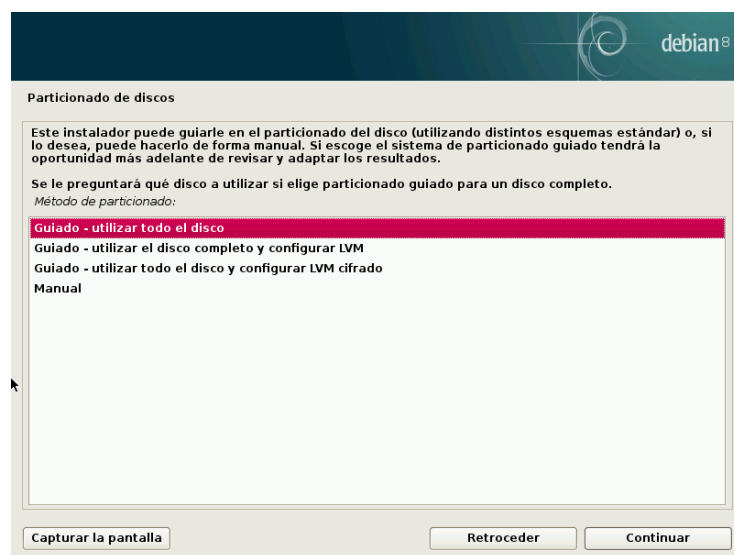 debian 8
Particionado de discos
Este instalador puede guiarle en el particionado del disco (utilizando distintos esquemas estándar) o, si
lo desea, puede hacerlo de forma manual. Si escoge el sistema de particionado guiado tendrá la
oportunidad más adelante de revisar y adaptar los resultados.
Se le preguntará qué disco a utilizar si elige particionado guiado para un disco completo.
Método de particionado:
Guiado - utilizar todo el disco
Guiado - utilizar el disco completo y configurar LVM
Guiado - utilizar todo el disco y configurar LVM cifrado
Manual
Capturar la pantalla
Retroceder
Continuar